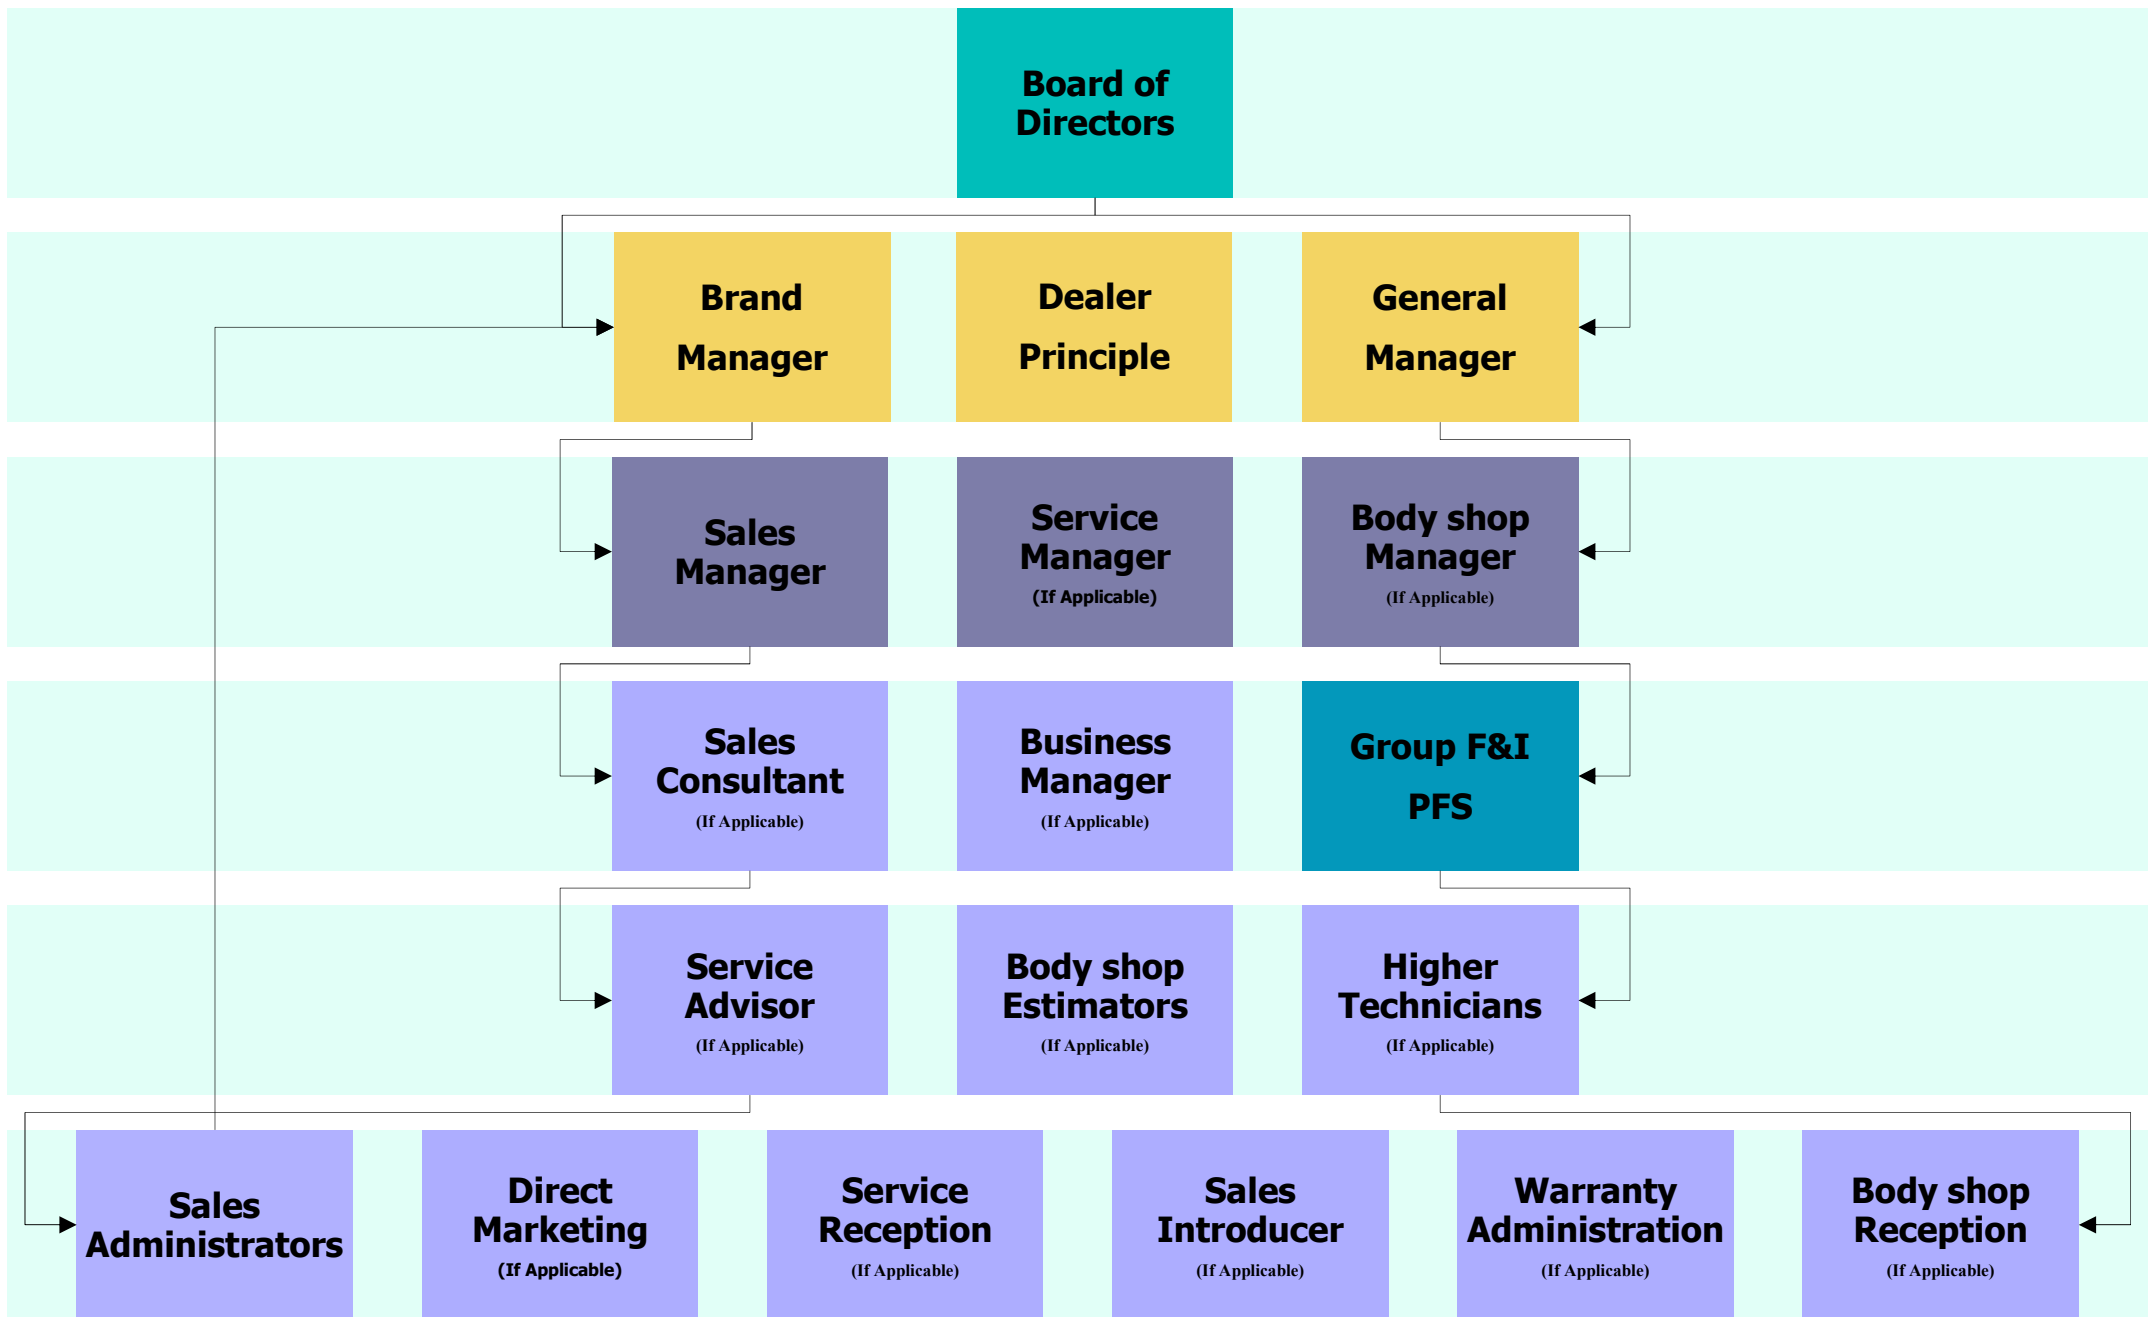 Board of
Directors
Brand
Manager
Dealer
Principle
General
Manager
Sales
Manager
Service
Manager
(If Applicable)
Body shop
Manager
(If Applicable)
Sales
Consultant
(If Applicable)
Business
Manager
(If Applicable)
Group F&I
PFS
Service
Advisor
(If Applicable)
Body shop
Estimators
(If Applicable)
Higher
Technicians
(If Applicable)
Sales
Administrators
Direct
Marketing
(If Applicable)
Service
Reception
(If Applicable)
Sales
Introducer
(If Applicable)
Warranty
Administration
(If Applicable)
Body shop
Reception
(If Applicable)